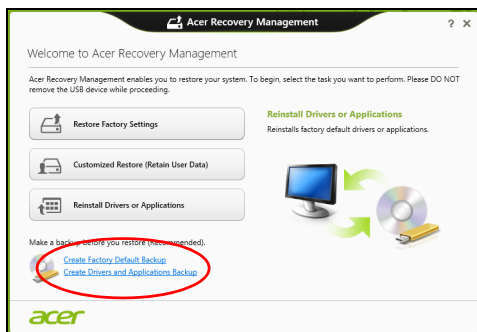 Acer Recovery Management
? ×
Welcome to Acer Recovery Management
Acer Recovery Management enables you to restore your system. To begin, select the task you want to perform. Please DO NOT
remove the USB device while proceeding.
Restore Factory Settings
Customized Restore (Retain User Data)
Reinstall Drivers or Applications
Reinstall Drivers or Applications
Reinstalls factory default drivers or applications.
Make a backup before you restore (Recommended).
Create Factory Default Backup
Create Drivers and Applications Backup
acer